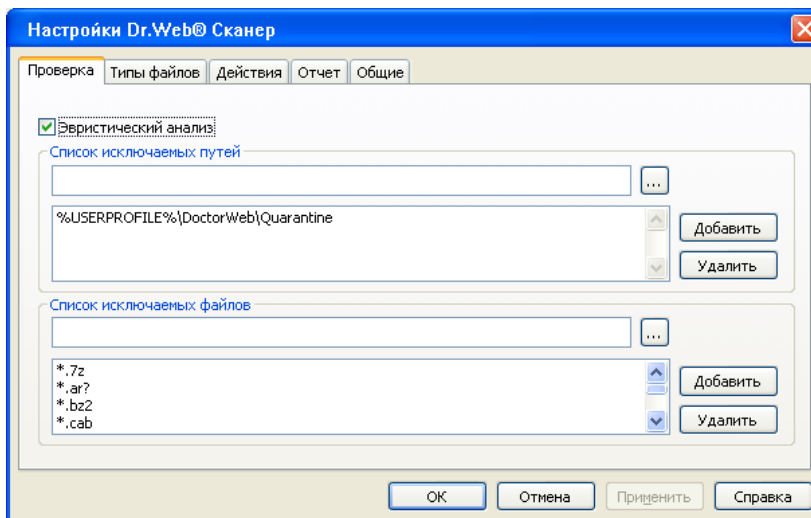 Настройки Dr.Web® Сканер
Проверка Типы файлов Действия Отчет Общие
Эвристический анализ
Список исключаемых путей
...
%USERPROFILE%\DoctorWeb\Quarantine
Добавить
Удалить
Список исключаемых файлов
...
*.7z
*.ar?
*.bz2
*.cab
Добавить
Удалить
ОК Отмена Применить Справка